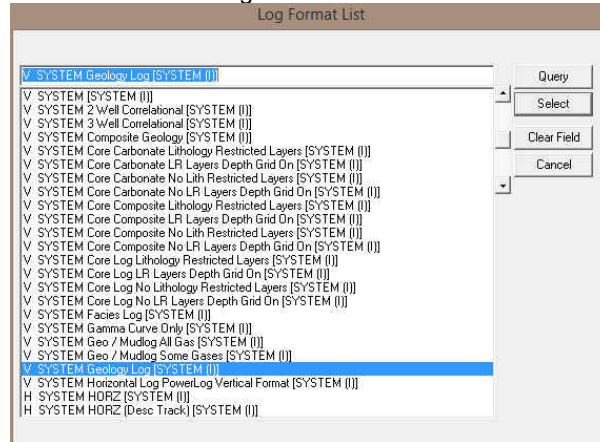 Log Format List
V SYSTEM Geology Log [SYSTEM (I)]
Query
V SYSTEM [SYSTEM (I)]
V SYSTEM 2 Well Correlational [SYSTEM (I)]
Select
V SYSTEM 3 Well Correlational [SYSTEM (I)]
V SYSTEM Composite Geology [SYSTEM (I)]
Clear Field
V SYSTEM Core Carbonate Lithology Restricted Layers [SYSTEM (I)]
V SYSTEM Core Carbonate LR Layers Depth Grid On [SYSTEM (I)]
Cancel
V SYSTEM Core Carbonate No Lith Restricted Layers [SYSTEM (I)]
V SYSTEM Core Carbonate No LR Layers Depth Grid On [SYSTEM (I)]
V SYSTEM Core Composite Lithology Restricted Layers [SYSTEM (I)]
V SYSTEM Core Composite LR Layers Depth Grid On [SYSTEM (I)]
V SYSTEM Core Composite No Lith Restricted Layers [SYSTEM (I)]
V SYSTEM Core Composite No LR Layers Depth Grid On [SYSTEM (I)]
V SYSTEM Core Log Lithology Restricted Layers [SYSTEM (I)]
V SYSTEM Core Log LR Layers Depth Grid On [SYSTEM (I)]
V SYSTEM Core Log No Lithology Restricted Layers [SYSTEM (I)]
V SYSTEM Core Log No LR Layers Depth Grid On [SYSTEM (I)]
V SYSTEM Facies Log [SYSTEM (I)]
V SYSTEM Gamma Curve Only [SYSTEM (I)]
V SYSTEM Geo / Mudlog All Gas [SYSTEM (I)]
V SYSTEM Geo / Mudlog Some Gases [SYSTEM (I)]
V SYSTEM Geology Log [SYSTEM (I)]
V SYSTEM Horizontal Log PowerLog Vertical Format [SYSTEM (I)]
H SYSTEM HORZ [SYSTEM (I)]
H SYSTEM HORZ (Desc Track) [SYSTEM (I)]